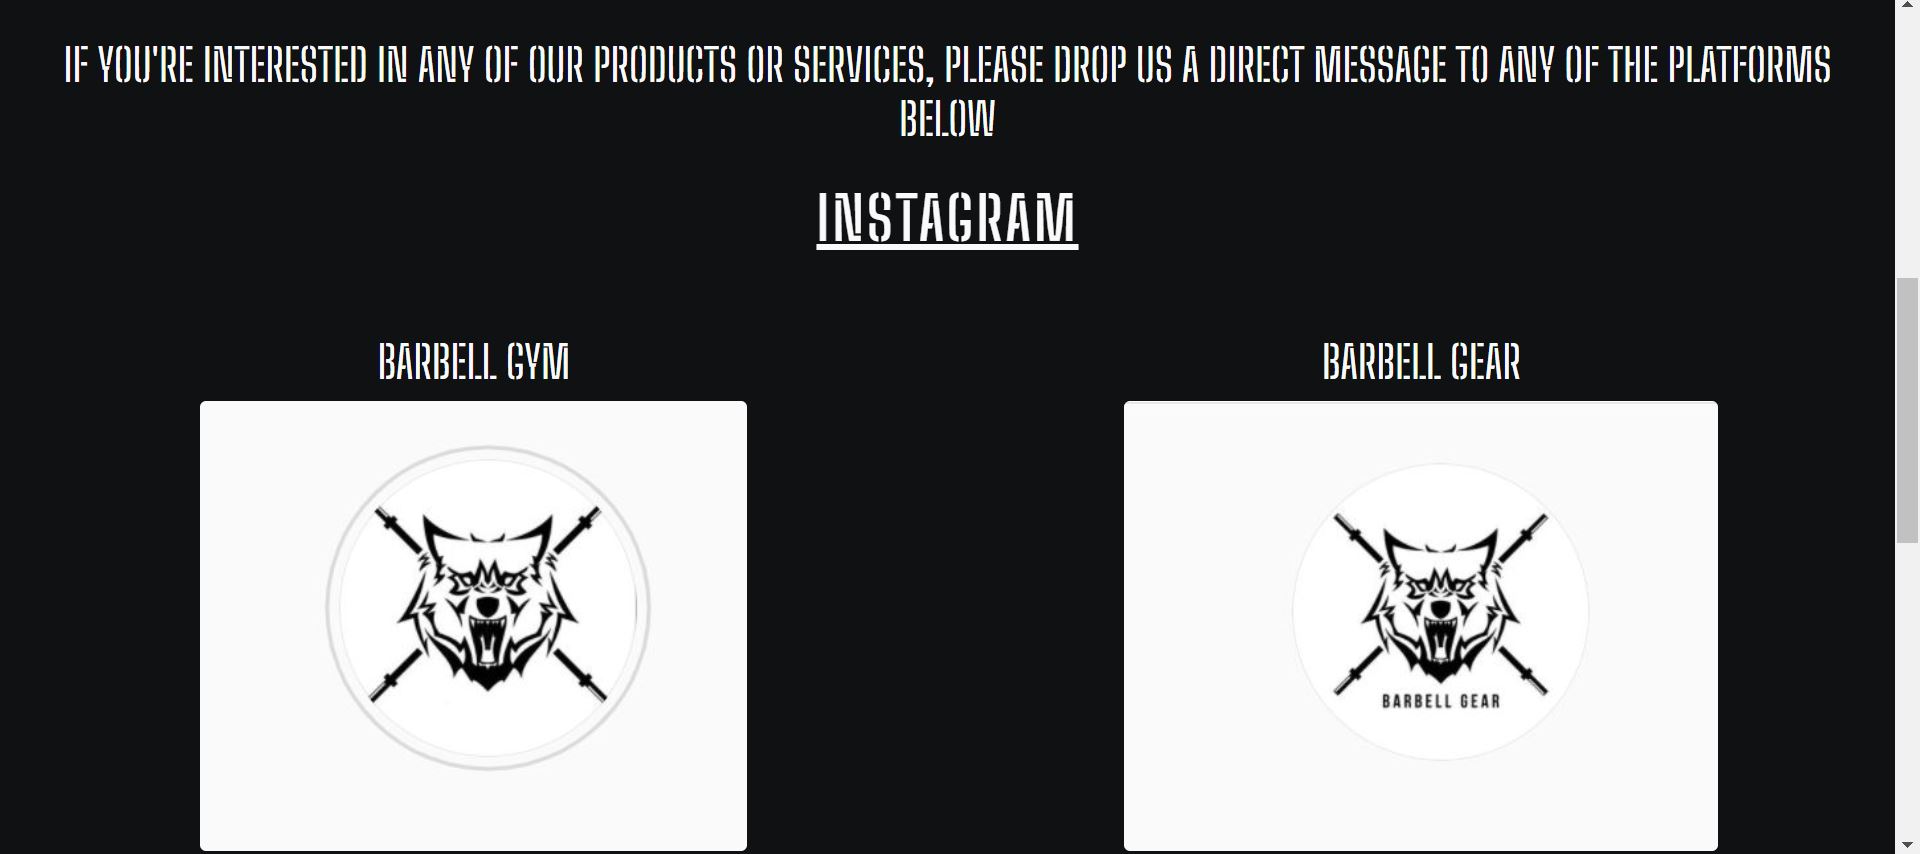 IF YOU'RE INTERESTED IN ANY OF OUR PRODUCTS OR SERVICES, PLEASE DROP US A DIRECT MESSAGE TO ANY OF THE PLATFORMS
BELOW
INSTAGRAM
BARBELL GYM
BARBELL GEAR
BARBELL GEAR